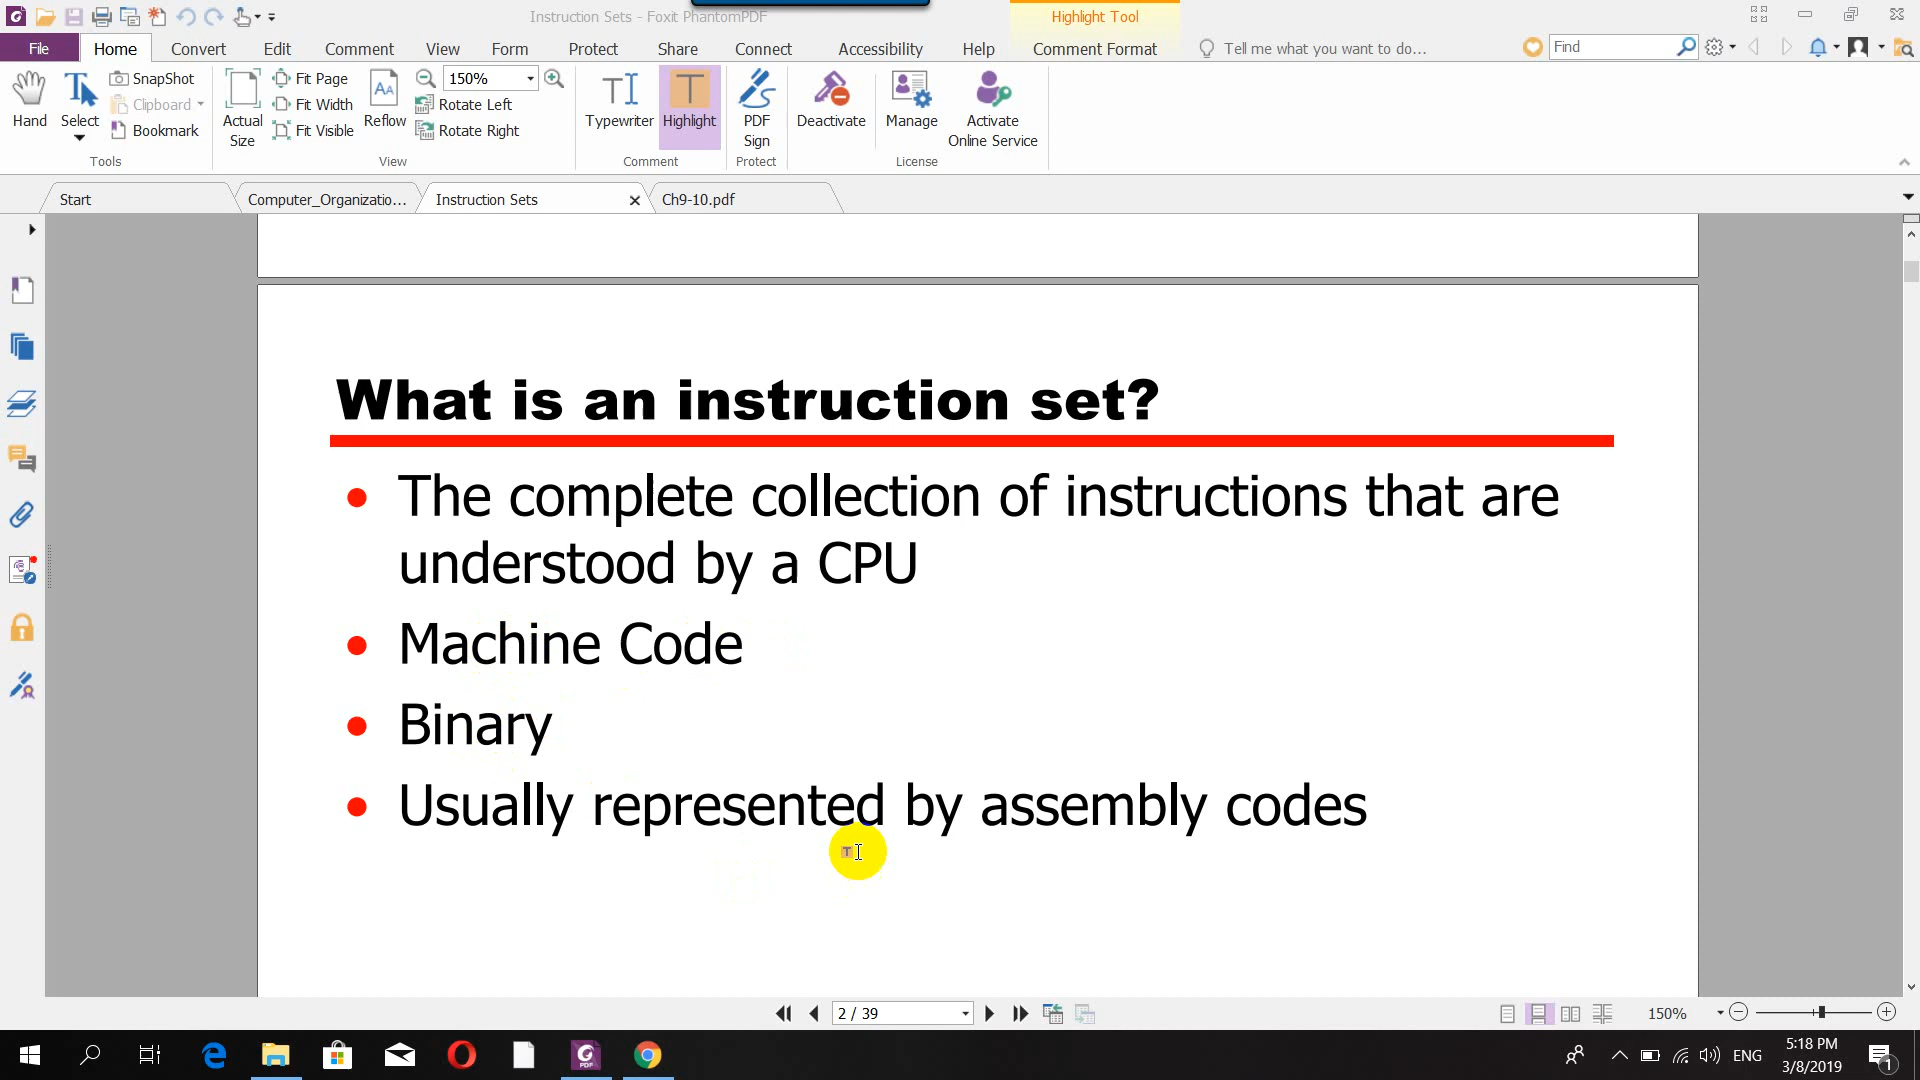 Instruction Sets - Foxit PhantomPDF
Highlight Tool
File Home Convert Edit Comment View Form Protect Share Connect Accessibility Help Comment Format Tell me what you want to do... Find
Hand
Select
SnapShot
Clipboard
Bookmark
Tools
Actual
Size
Fit Page
Fit Width
Fit Visible
Reflow
150%
Rotate Left
Rotate Right
View
Typewriter
Highlight
Comment
PDF
Sign
Protect
Deactivate
Manage
Activate
Online Service
License
Start Computer_Organizatio... Instruction Sets Ch9-10.pdf
What is an instruction set?
• The complete collection of instructions that are
understood by a CPU
• Machine Code
• Binary
• Usually represented by assembly codes
2 / 39
150%
ENG
5:18 PM
3/8/2019
1